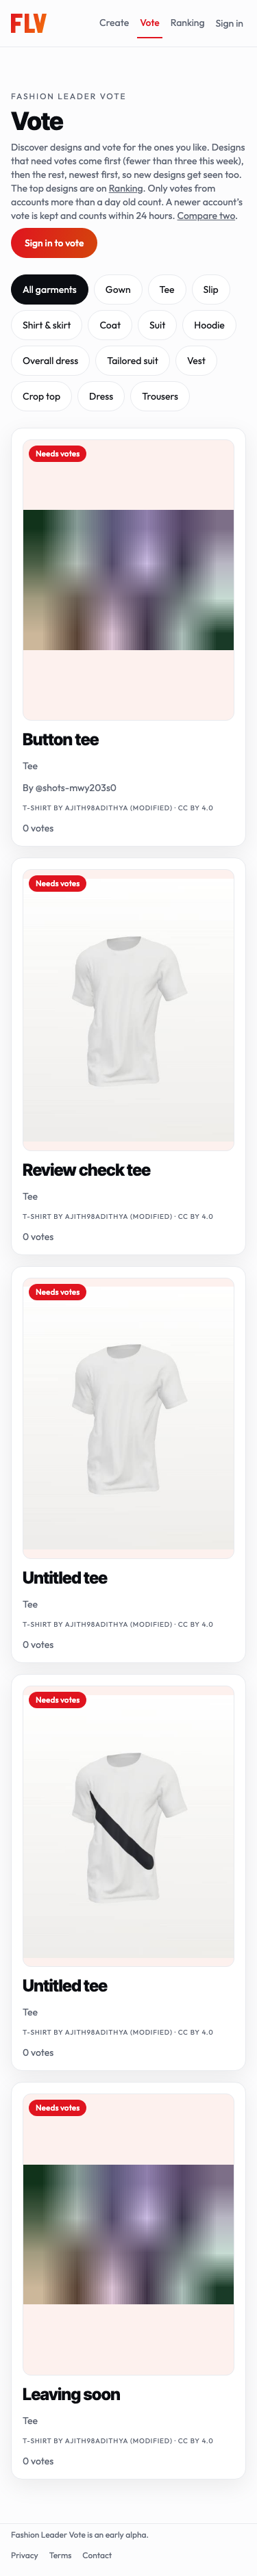 FLV
Create Vote Ranking Sign in
FASHION LEADER VOTE
Vote
Discover designs and vote for the ones you like. Designs
that need votes come first (fewer than three this week),
then the rest, newest first, so new designs get seen too.
The top designs are on Ranking. Only votes from
accounts more than a day old count. A newer account's
vote is kept and counts within 24 hours. Compare two.
Sign in to vote
All garments Gown Tee Slip
Shirt & skirt Coat Suit Hoodie
Overall dress Tailored suit Vest
Crop top Dress Trousers
Needs votes
Button tee
Tee
By @shots-mwy203s0
T-SHIRT BY AJITH98ADITHYA (MODIFIED) · CC BY 4.0
0 votes
Needs votes
Review check tee
Tee
T-SHIRT BY AJITH98ADITHYA (MODIFIED) · CC BY 4.0
0 votes
Needs votes
Untitled tee
Tee
T-SHIRT BY AJITH98ADITHYA (MODIFIED) · CC BY 4.0
0 votes
Needs votes
Untitled tee
Tee
T-SHIRT BY AJITH98ADITHYA (MODIFIED) · CC BY 4.0
0 votes
Needs votes
Leaving soon
Tee
T-SHIRT BY AJITH98ADITHYA (MODIFIED) · CC BY 4.0
0 votes
Fashion Leader Vote is an early alpha.
Privacy Terms Contact